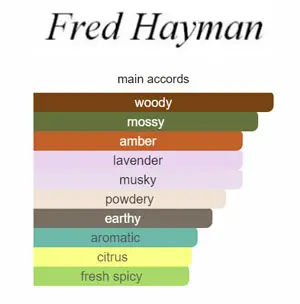 Fred Hayman
main accords
woody
mossy
amber
lavender
musky
powdery
earthy
aromatic
citrus
fresh spicy